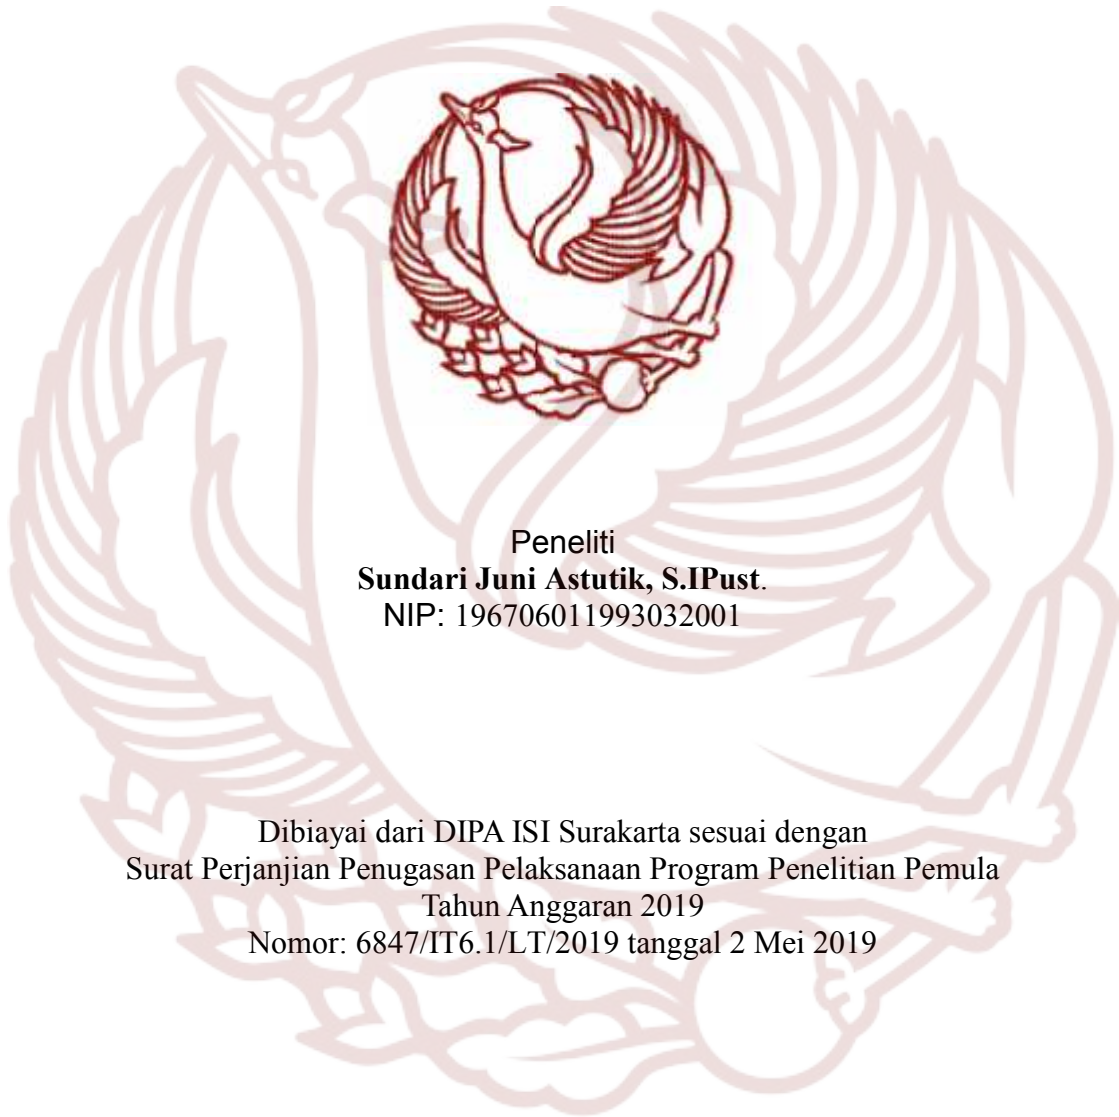 Peneliti
Sundari Juni Astutik, S.IPust.
NIP: 196706011993032001
Dibiayai dari DIPA ISI Surakarta sesuai dengan
Surat Perjanjian Penugasan Pelaksanaan Program Penelitian Pemula
Tahun Anggaran 2019
Nomor: 6847/IT6.1/LT/2019 tanggal 2 Mei 2019